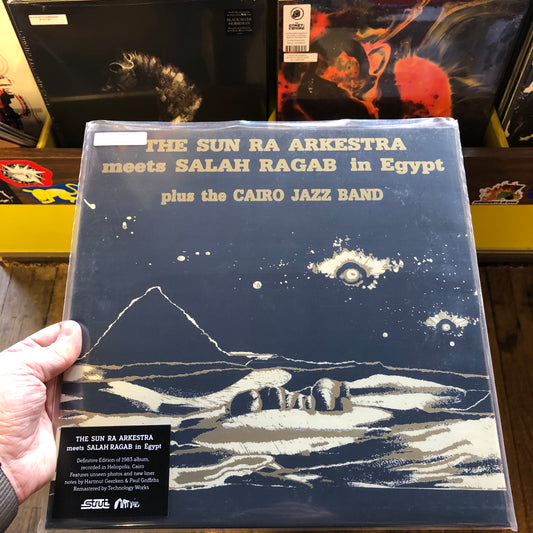 THE SUN RA ARKESTRA
meets SALAH RAGAB in Egypt
plus the CAIRO JAZZ BAND
THE SUN RA ARKESTRA
meets SALAH RAGAB in Egypt
Definitive Edition of 1983 album,
recorded in Heliopolis, Cairo
Features unseen photos and new liner
notes by Hartmut Geerken & Paul Griffiths
Remastered by Technology Works
Strut